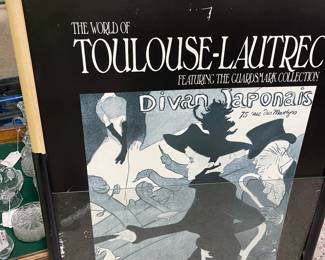 THE WORLD OF
TOULOUSE-LAUTREC
FEATURING THE GUARDSMARK COLLECTION
Divan Japonais
75 rue des Martyrs